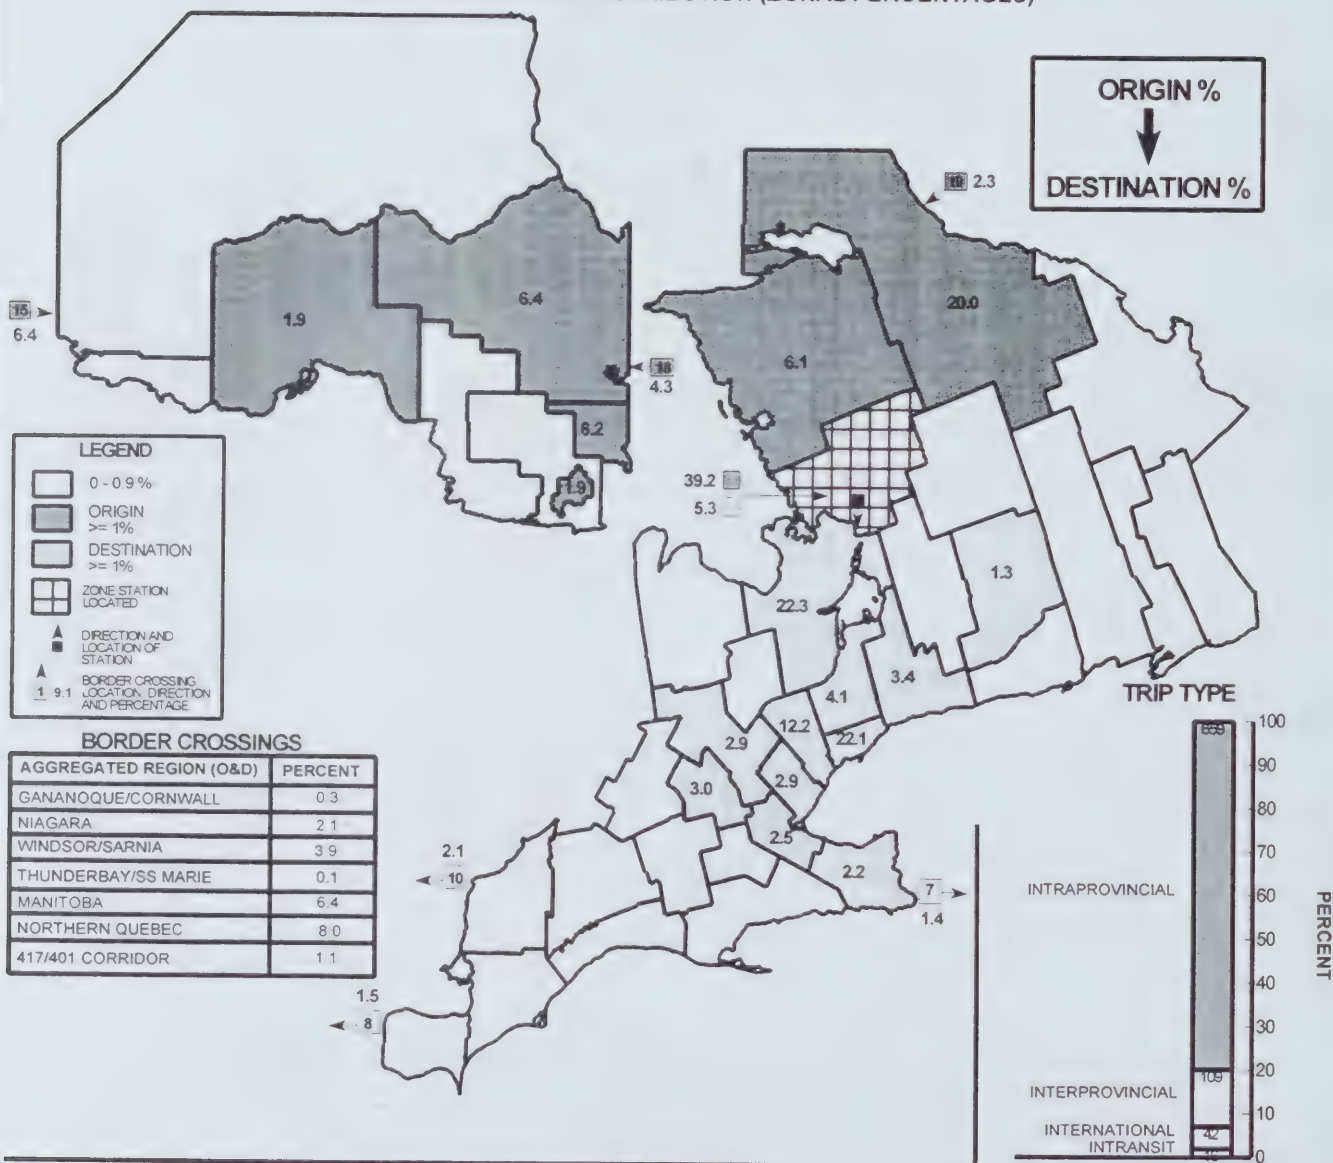 ORIGIN %
DESTINATION %
2.3
20.0
6.1
6.4
1.9
15
6.4
18
4.3
8.2
1.9
LEGEND
0 - 0.9 %
ORIGIN
>= 1%
DESTINATION
>= 1%
ZONE STATION
LOCATED
DIRECTION AND
LOCATION OF
STATION
1 9.1
BORDER CROSSING
LOCATION, DIRECTION
AND PERCENTAGE
39.2
5.3
1.3
22.3
4.1
3.4
12.2
22.1
2.9
2.9
3.0
2.5
2.2
2.1
10
7
1.4
1.5
8
BORDER CROSSINGS
AGGREGATED REGION (O&D) PERCENT
GANANOQUE/CORNWALL 0 3
NIAGARA 2 1
WINDSOR/SARNIA 3 9
THUNDERBAY/SS MARIE 0.1
MANITOBA 6.4
NORTHERN QUEBEC 8 0
417/401 CORRIDOR 1 1
TRIP TYPE
100
90
80
70
60
50
40
30
20
10
0
PERCENT
INTRAPROVINCIAL
INTERPROVINCIAL
109
INTERNATIONAL
42
INTRANSIT